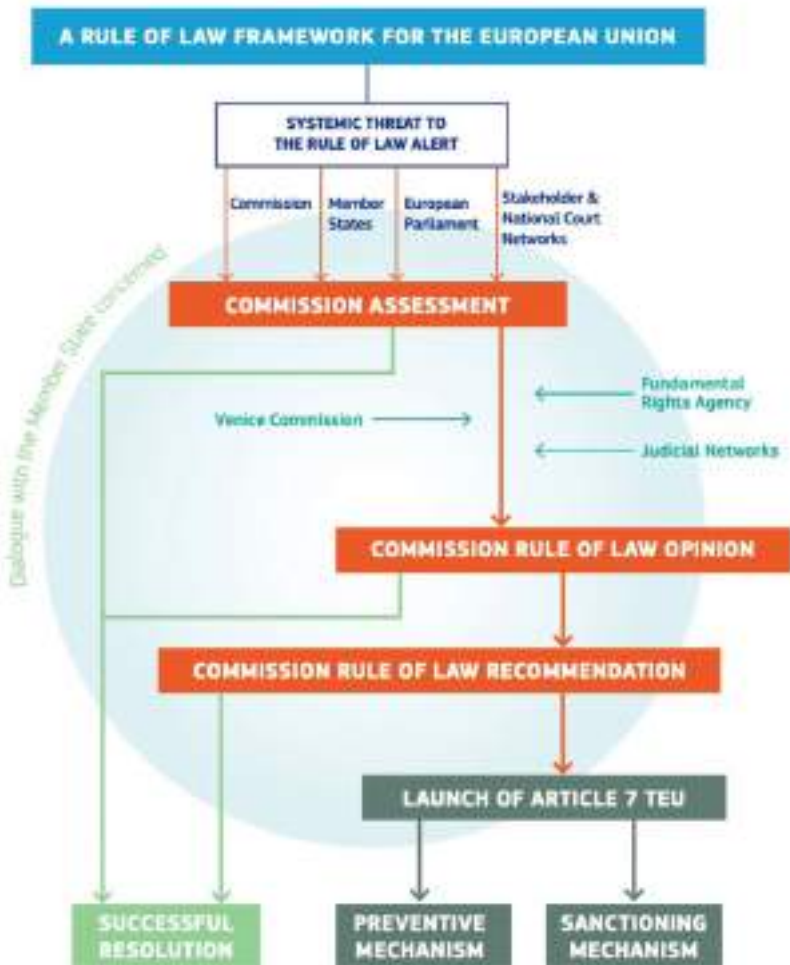 A RULE OF LAW FRAMEWORK FOR THE EUROPEAN UNION
SYSTEMIC THREAT TO
THE RULE OF LAW ALERT
Commission
Member
States
European
Parliament
Stakeholder &
National Court
Networks
Dialogue with the Member State concerned
COMMISSION ASSESSMENT
Venice Commission
Fundamental
Rights Agency
Judicial Networks
COMMISSION RULE OF LAW OPINION
COMMISSION RULE OF LAW RECOMMENDATION
LAUNCH OF ARTICLE 7 TEU
SUCCESSFUL
RESOLUTION
PREVENTIVE
MECHANISM
SANCTIONING
MECHANISM